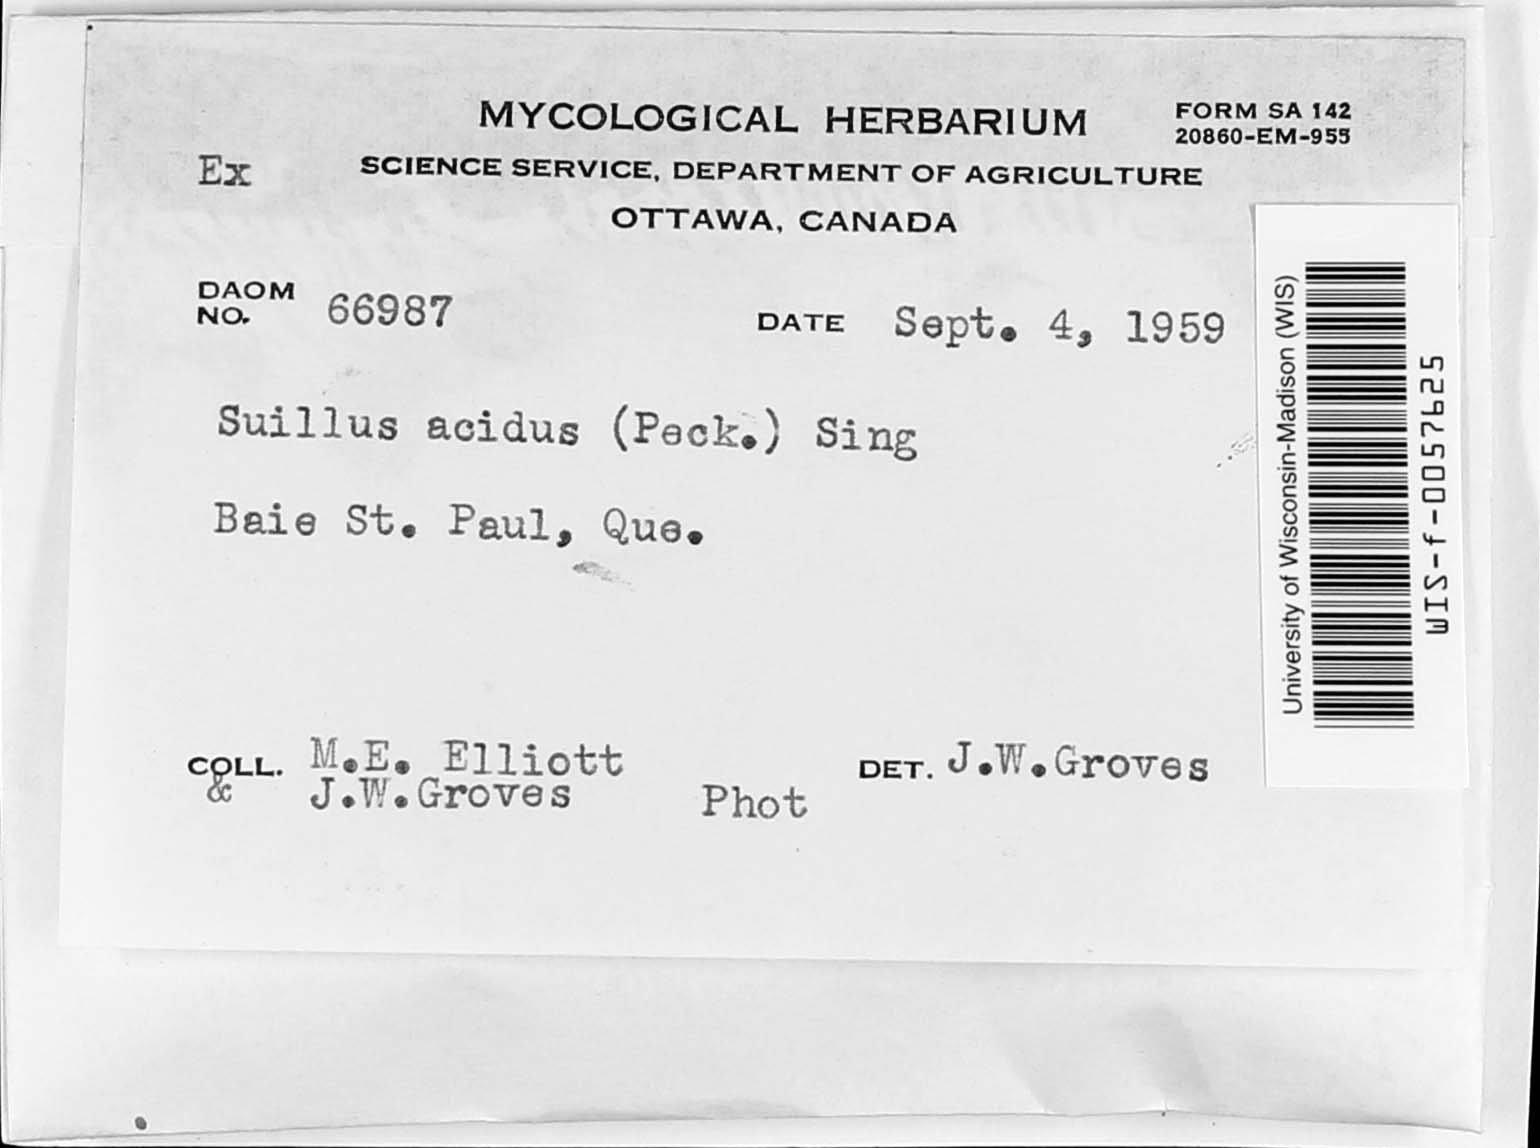 MYCOLOGICAL HERBARIUM
FORM SA 142
20860-EM-955
Ex
SCIENCE SERVICE, DEPARTMENT OF AGRICULTURE
OTTAWA, CANADA
DAOM
NO. 66987
DATE Sept. 4, 1959
Suillus acidus (Peck.) Sing
Baie St. Paul, Que.
COLL. M.E. Elliott
& J.W.Groves
Phot
DET. J.W.Groves
University of Wisconsin-Madison (WIS)
WIS-f-0057625